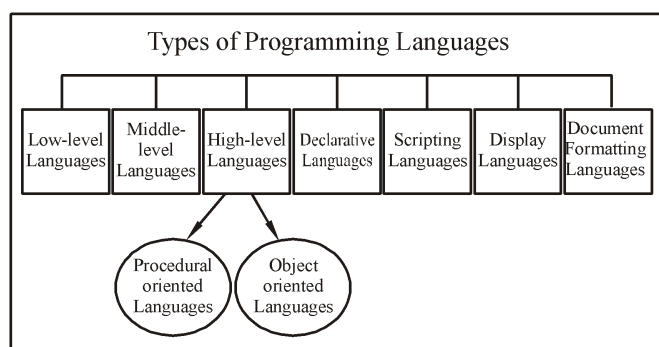 Types of Programming Languages
Low-level
Languages
Middle-
level
Languages
High-level
Languages
Declarative
Languages
Scripting
Languages
Display
Languages
Document
Formatting
Languages
Procedural
oriented
Languages
Object
oriented
Languages